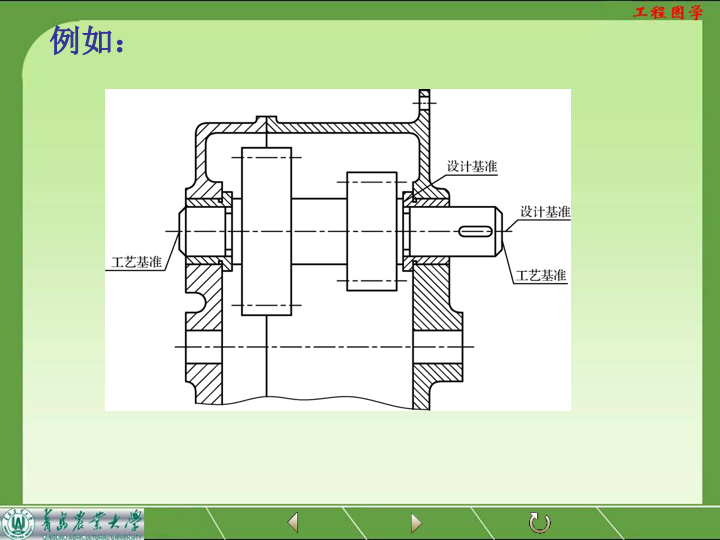 工程图学
例如：
设计基准
设计基准
工艺基准
工艺基准
青岛农业大学
QINGDAO AGRICULTURAL UNIVERSITY